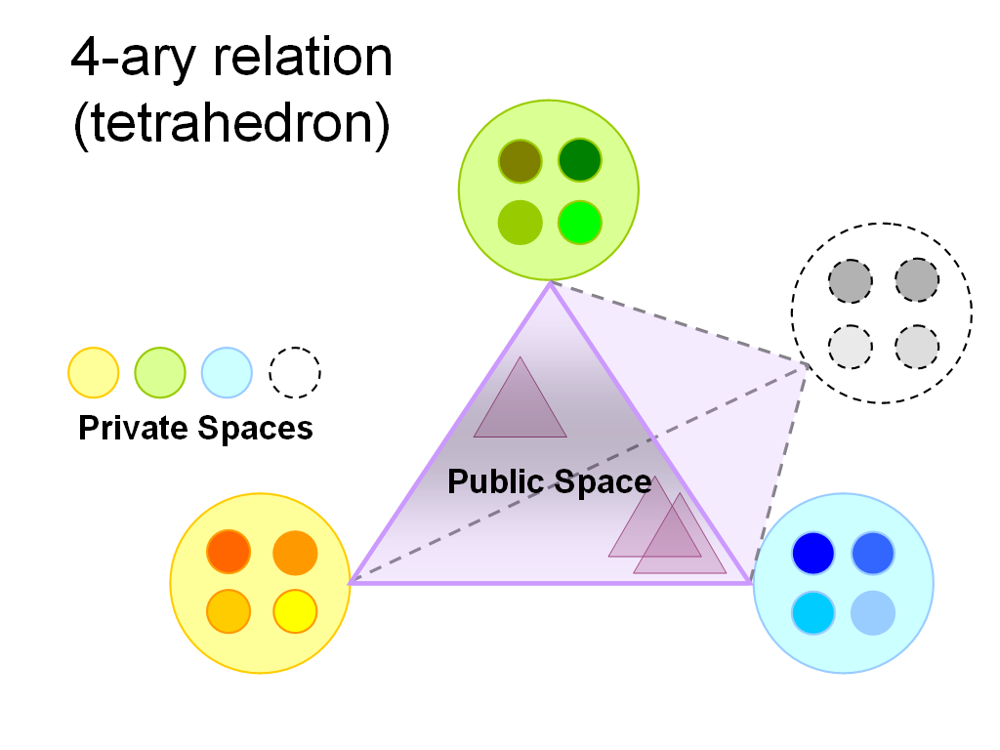 4-ary relation
(tetrahedron)
Private Spaces
Public Space